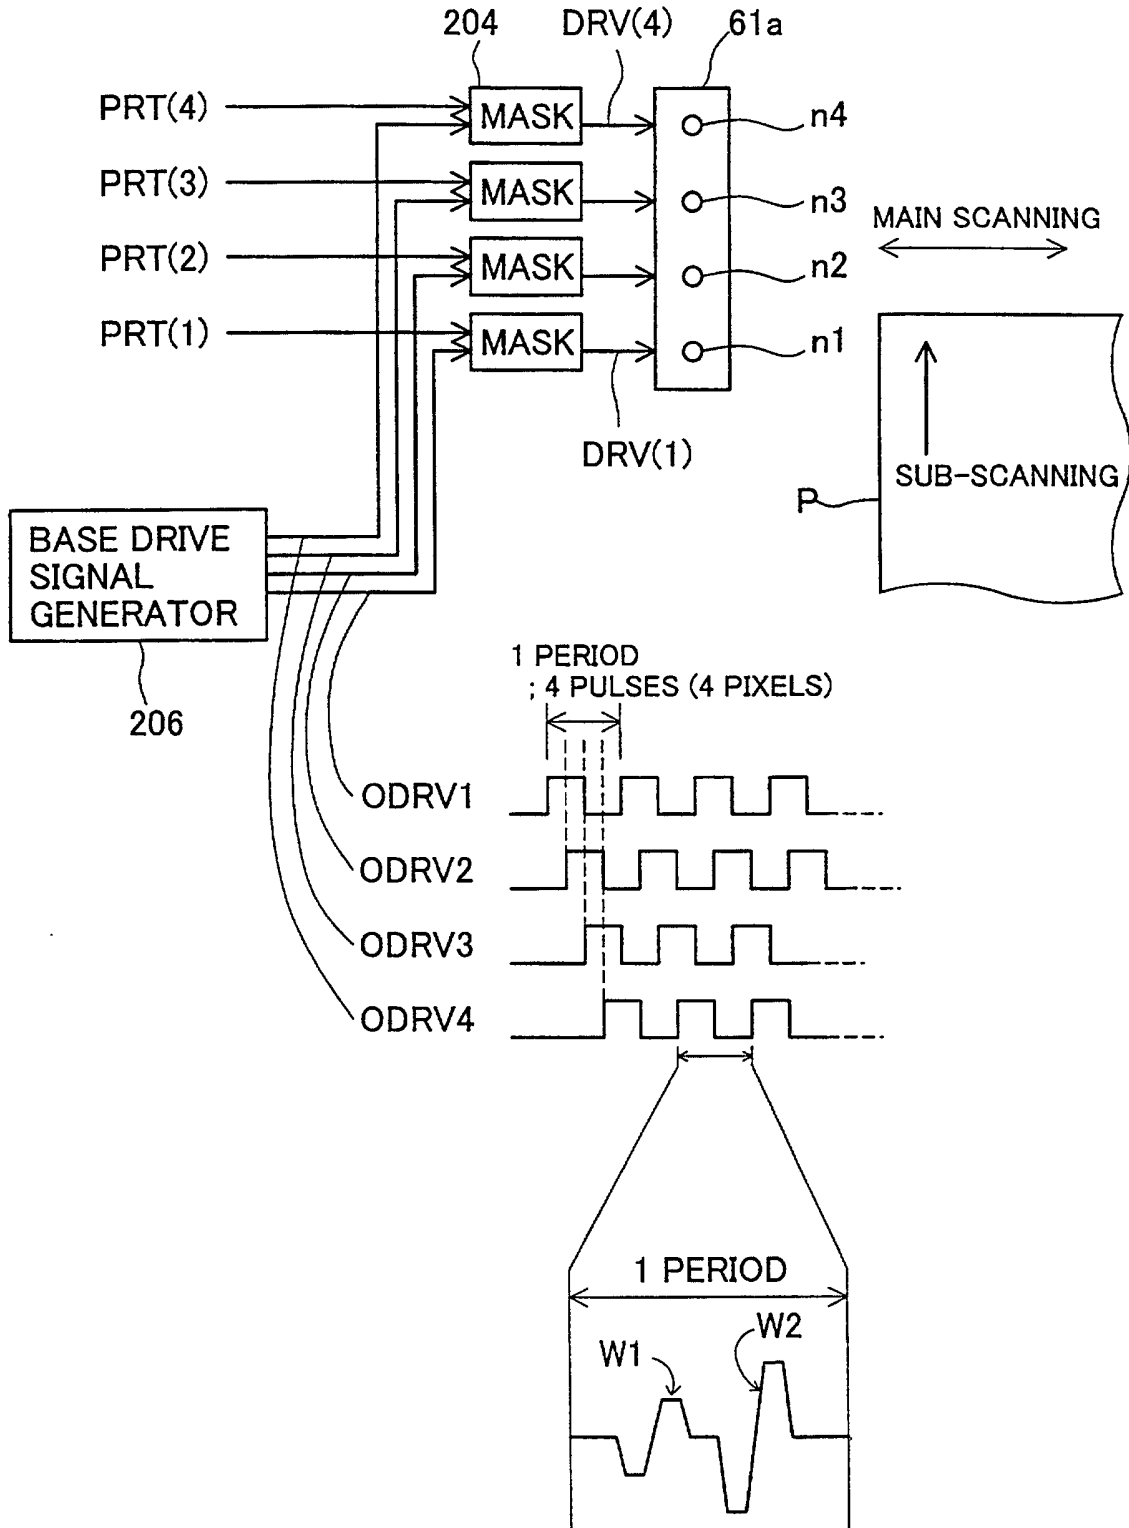 204
DRV(4)
61a
PRT(4)
MASK
n4
PRT(3)
MASK
n3
MAIN SCANNING
PRT(2)
MASK
n2
PRT(1)
MASK
n1
DRV(1)
SUB-SCANNING
P
BASE DRIVE
SIGNAL
GENERATOR
206
1 PERIOD
; 4 PULSES (4 PIXELS)
ODRV1
ODRV2
ODRV3
ODRV4
1 PERIOD
W1
W2